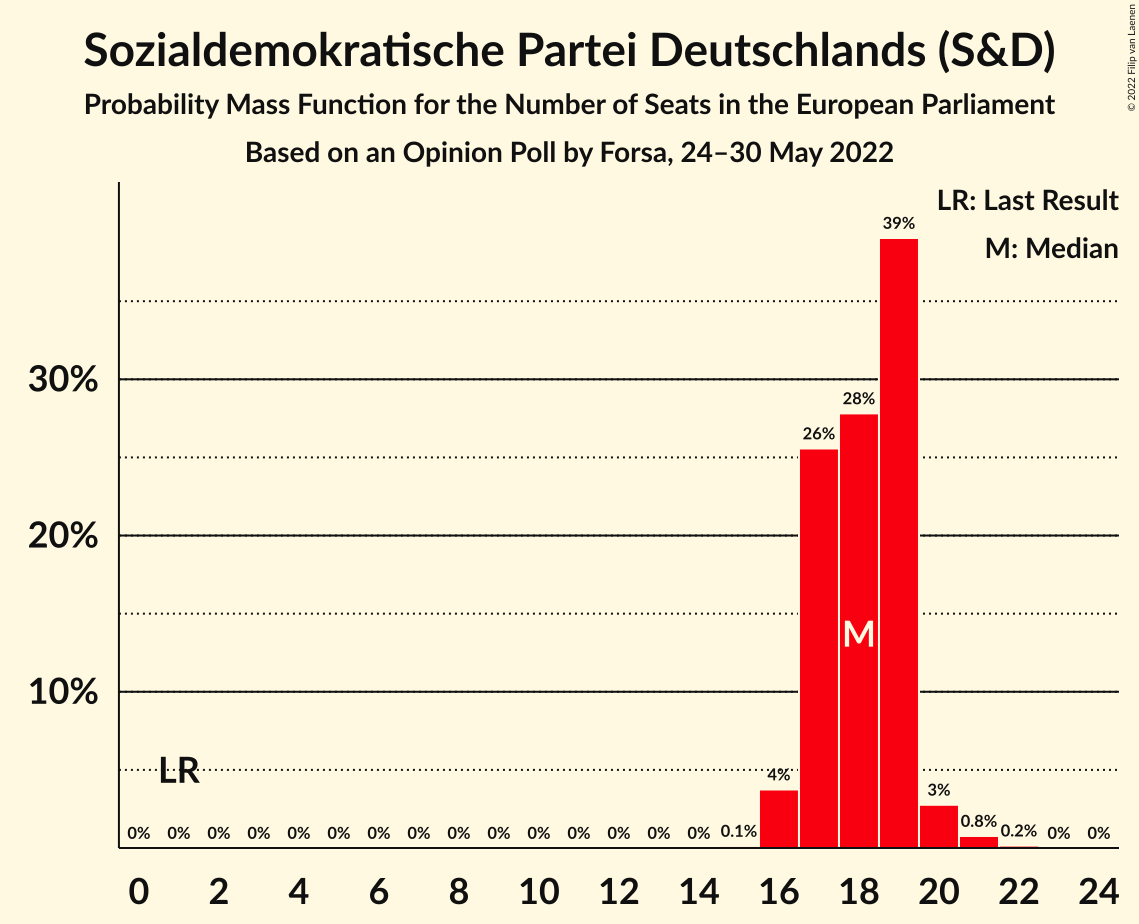 Sozialdemokratische Partei Deutschlands (S&D)
Probability Mass Function for the Number of Seats in the European Parliament
Based on an Opinion Poll by Forsa, 24–30 May 2022
© 2022 Filip van Laenen
LR: Last Result
M: Median
39%
30%
28%
26%
20%
M
10%
LR
0% 0% 0% 0% 0% 0% 0% 0% 0% 0% 0% 0% 0% 0% 0% 0.1% 4% 3% 0.8% 0.2% 0% 0%
0 2 4 6 8 10 12 14 16 18 20 22 24